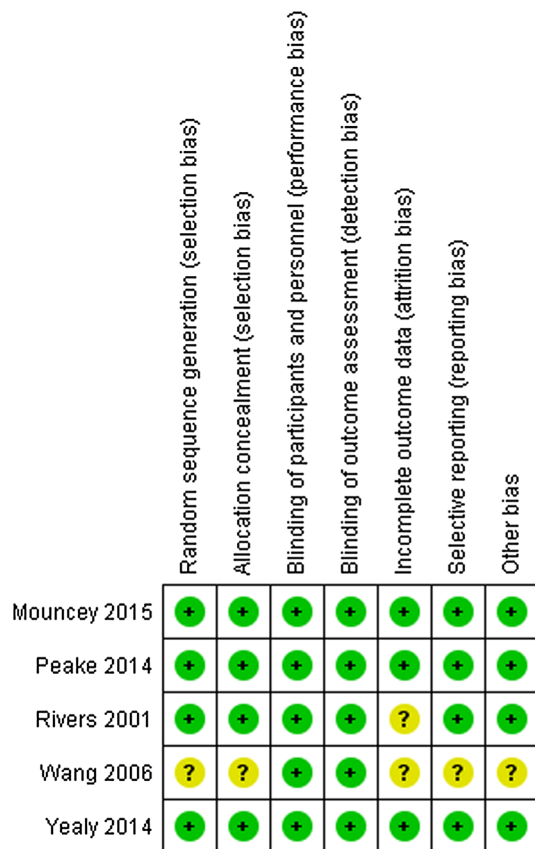 Random sequence generation (selection bias)
Allocation concealment (selection bias)
Blinding of participants and personnel (performance bias)
Blinding of outcome assessment (detection bias)
Incomplete outcome data (attrition bias)
Selective reporting (reporting bias)
Other bias
Mouncey 2015 + + + + + + +
Peake 2014 + + + + + + +
Rivers 2001 + + + + ? + +
Wang 2006 ? ? + + ? ? ?
Yealy 2014 + + + + + + +